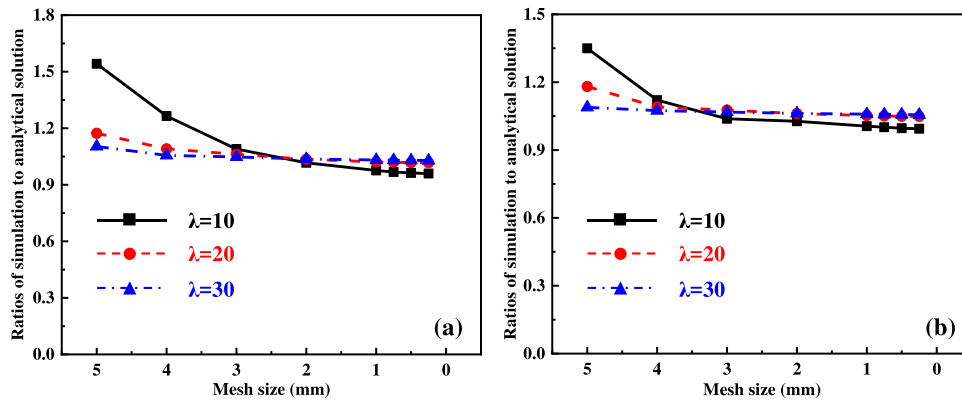 Ratios of simulation to analytical solution
1.8
1.5
1.2
0.9
0.6
0.3
0.0
λ=10
λ=20
λ=30
(a)
5 4 3 2 1 0
Mesh size (mm)
Ratios of simulation to analytical solution
1.5
1.2
0.9
0.6
0.3
0.0
λ=10
λ=20
λ=30
(b)
5 4 3 2 1 0
Mesh size (mm)